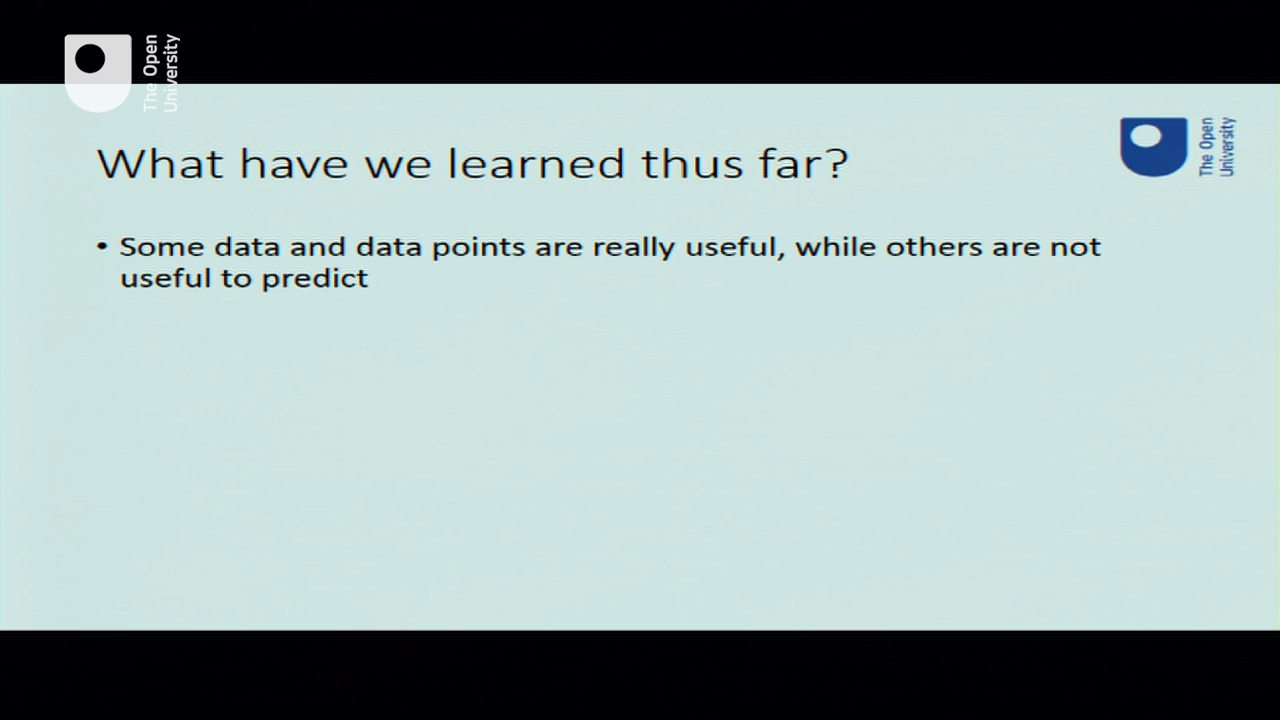 The Open
University
What have we learned thus far?
The Open
University
• Some data and data points are really useful, while others are not
useful to predict